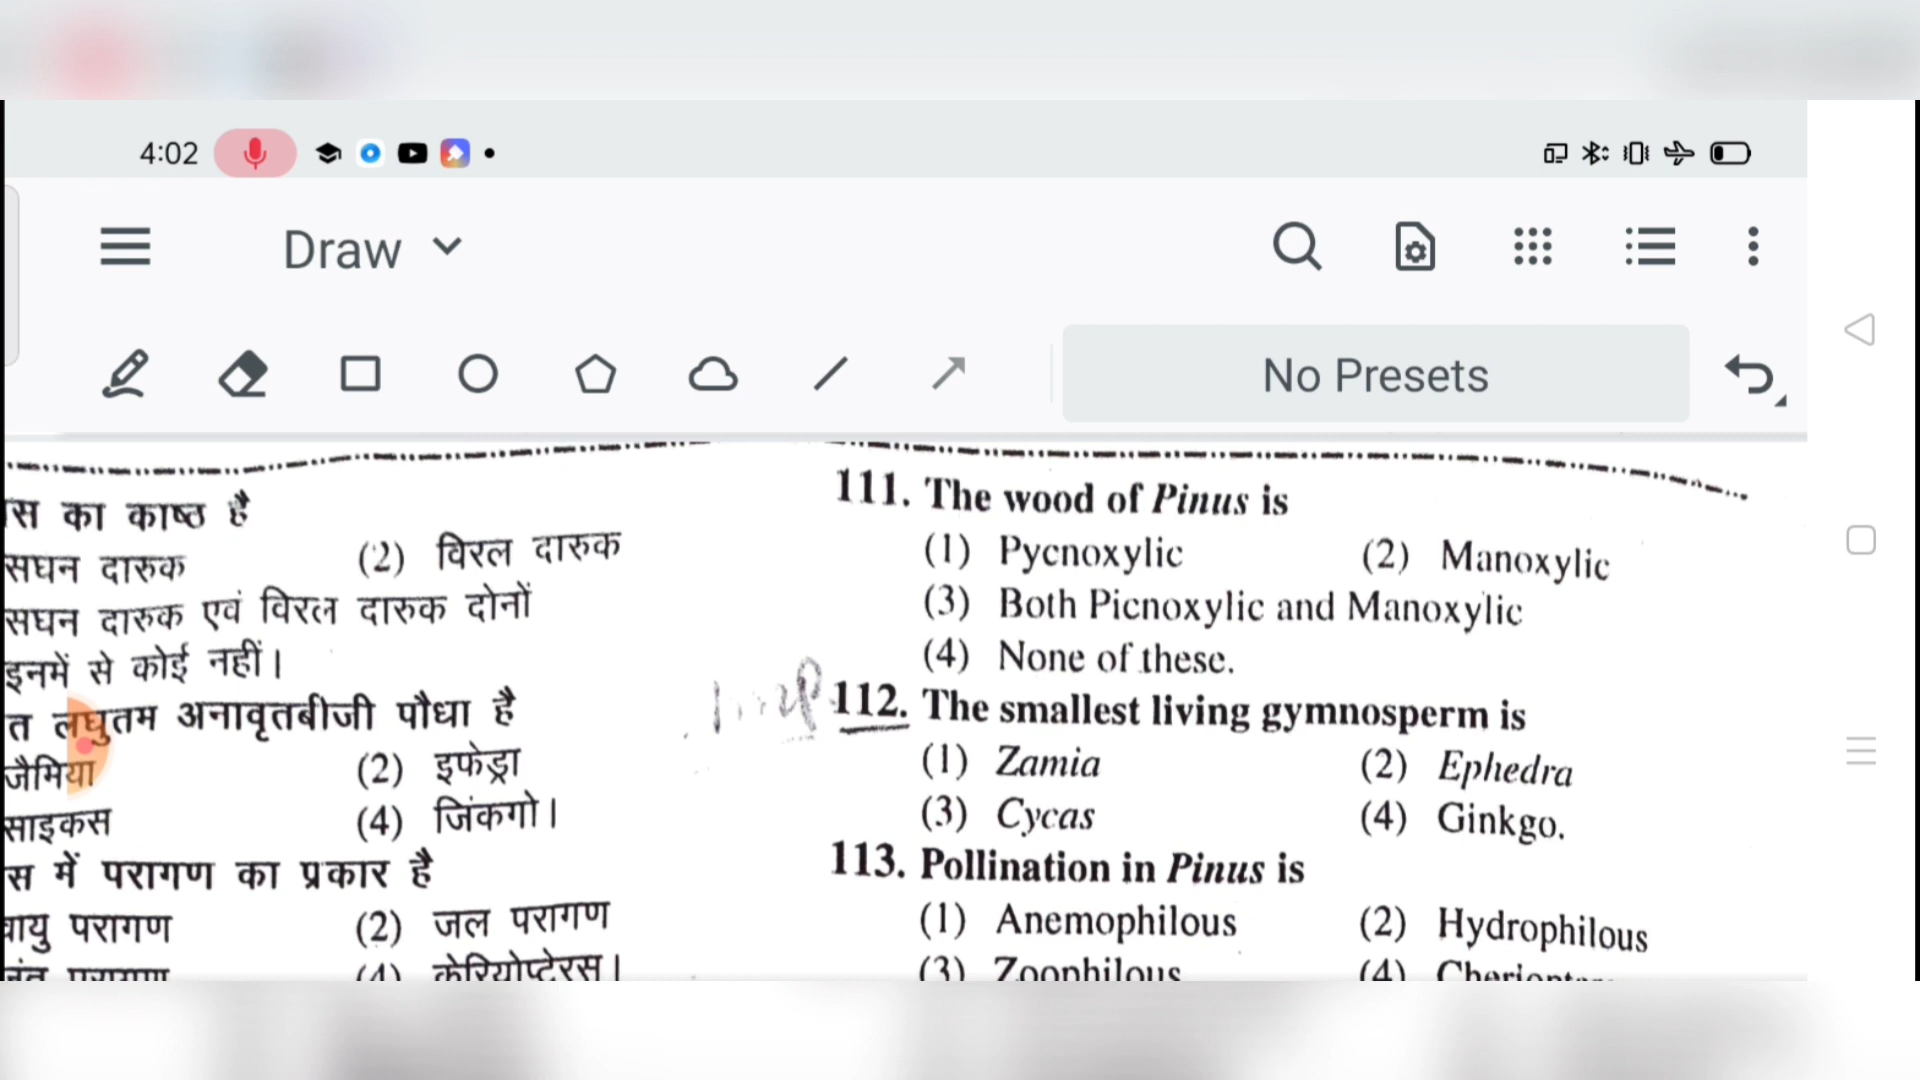 4:02
Draw
No Presets
स का काष्ठ है
सघन दारुक (2) विरल दारुक
सघन दारुक एवं विरल दारुक दोनों
इनमें से कोई नहीं।
त लघुतम अनावृतबीजी पौधा है
जैमिया (2) इफेड्रा
साइकस (4) जिंकगो।
स में परागण का प्रकार है
वायु परागण (2) जल परागण
परागण (4) केरियोप्टेरस।
111. The wood of Pinus is
(1) Pycnoxylic (2) Manoxylic
(3) Both Picnoxylic and Manoxylic
(4) None of these.
Imp 112. The smallest living gymnosperm is
(1) Zamia (2) Ephedra
(3) Cycas (4) Ginkgo.
113. Pollination in Pinus is
(1) Anemophilous (2) Hydrophilous
(3) Zoophilous (4)